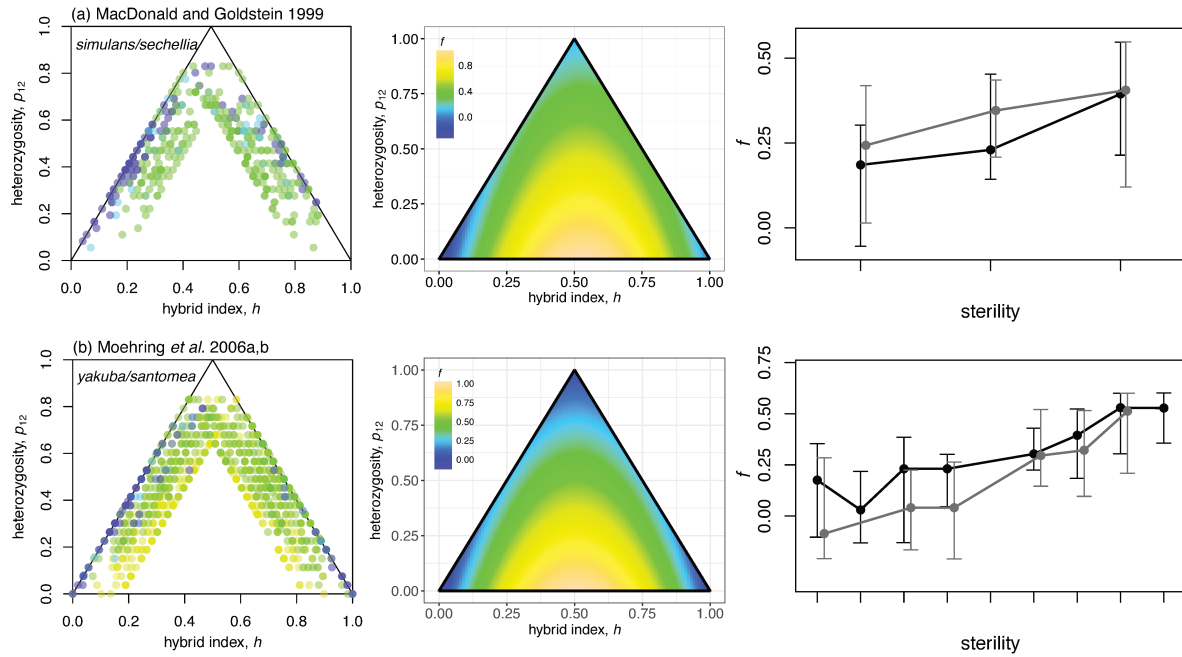 (a) MacDonald and Goldstein 1999
simulans/sechellia
heterozygosity, p12
1.0
0.8
0.6
0.4
0.2
0.0
0.0 0.2 0.4 0.6 0.8 1.0
hybrid index, h
f
0.8
0.4
0.0
heterozygosity, p12
1.00
0.75
0.50
0.25
0.00
0.00 0.25 0.50 0.75 1.00
hybrid index, h
f
0.50
0.25
0.00
sterility
(b) Moehring et al. 2006a,b
yakuba/santomea
heterozygosity, p12
1.0
0.8
0.6
0.4
0.2
0.0
0.0 0.2 0.4 0.6 0.8 1.0
hybrid index, h
f
1.00
0.75
0.50
0.25
0.00
heterozygosity, p12
1.00
0.75
0.50
0.25
0.00
0.00 0.25 0.50 0.75 1.00
hybrid index, h
f
0.75
0.50
0.25
0.00
sterility